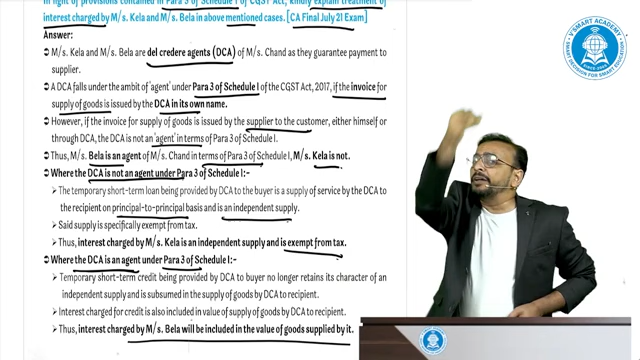 In light of provisions contained in Para 3 of Schedule I of CGST Act, kindly explain treatment of
interest charged by M/s. Kela and M/s. Bela in above mentioned cases. [CA Final July 21 Exam]
Answer:
M/s. Kela and M/s. Bela are del credere agents (DCA) of M/s. Chand as they guarantee payment to
supplier.
A DCA falls under the ambit of 'agent' under Para 3 of Schedule I of the CGST Act, 2017, if the invoice for
supply of goods is issued by the DCA in its own name.
However, if the invoice for supply of goods is issued by the supplier to the customer, either himself or
through DCA, the DCA is not an 'agent' in terms of Para 3 of Schedule I.
Thus, M/s. Bela is an agent of M/s. Chand in terms of Para 3 of Schedule I, M/s. Kela is not.
Where the DCA is not an agent under Para 3 of Schedule I:-
The temporary short-term loan being provided by DCA to the buyer is a supply of service by the DCA to
the recipient on principal-to-principal basis and is an independent supply.
Said supply is specifically exempt from tax.
Thus, interest charged by M/s. Kela is an independent supply and is exempt from tax.
Where the DCA is an agent under Para 3 of Schedule I:-
Temporary short-term credit being provided by DCA to buyer no longer retains its character of an
independent supply and is subsumed in the supply of goods by DCA to recipient.
Interest charged for credit is also included in value of supply of goods by DCA to recipient.
Thus, interest charged by M/s. Bela will be included in the value of goods supplied by it.
V SMART ACADEMY